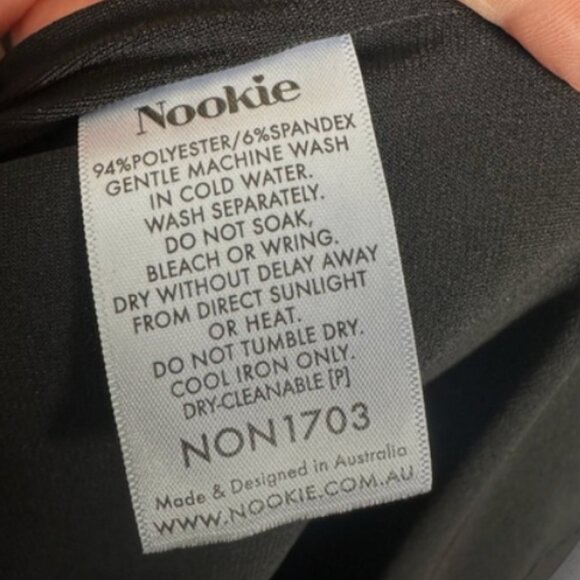 Nookie
94%POLYESTER/6%SPANDEX
GENTLE MACHINE WASH
IN COLD WATER.
WASH SEPARATELY.
DO NOT SOAK,
BLEACH OR WRING.
DRY WITHOUT DELAY AWAY
FROM DIRECT SUNLIGHT
OR HEAT.
DO NOT TUMBLE DRY.
COOL IRON ONLY.
DRY-CLEANABLE [P]
NON1703
Made & Designed in Australia
WWW.NOOKIE.COM.AU